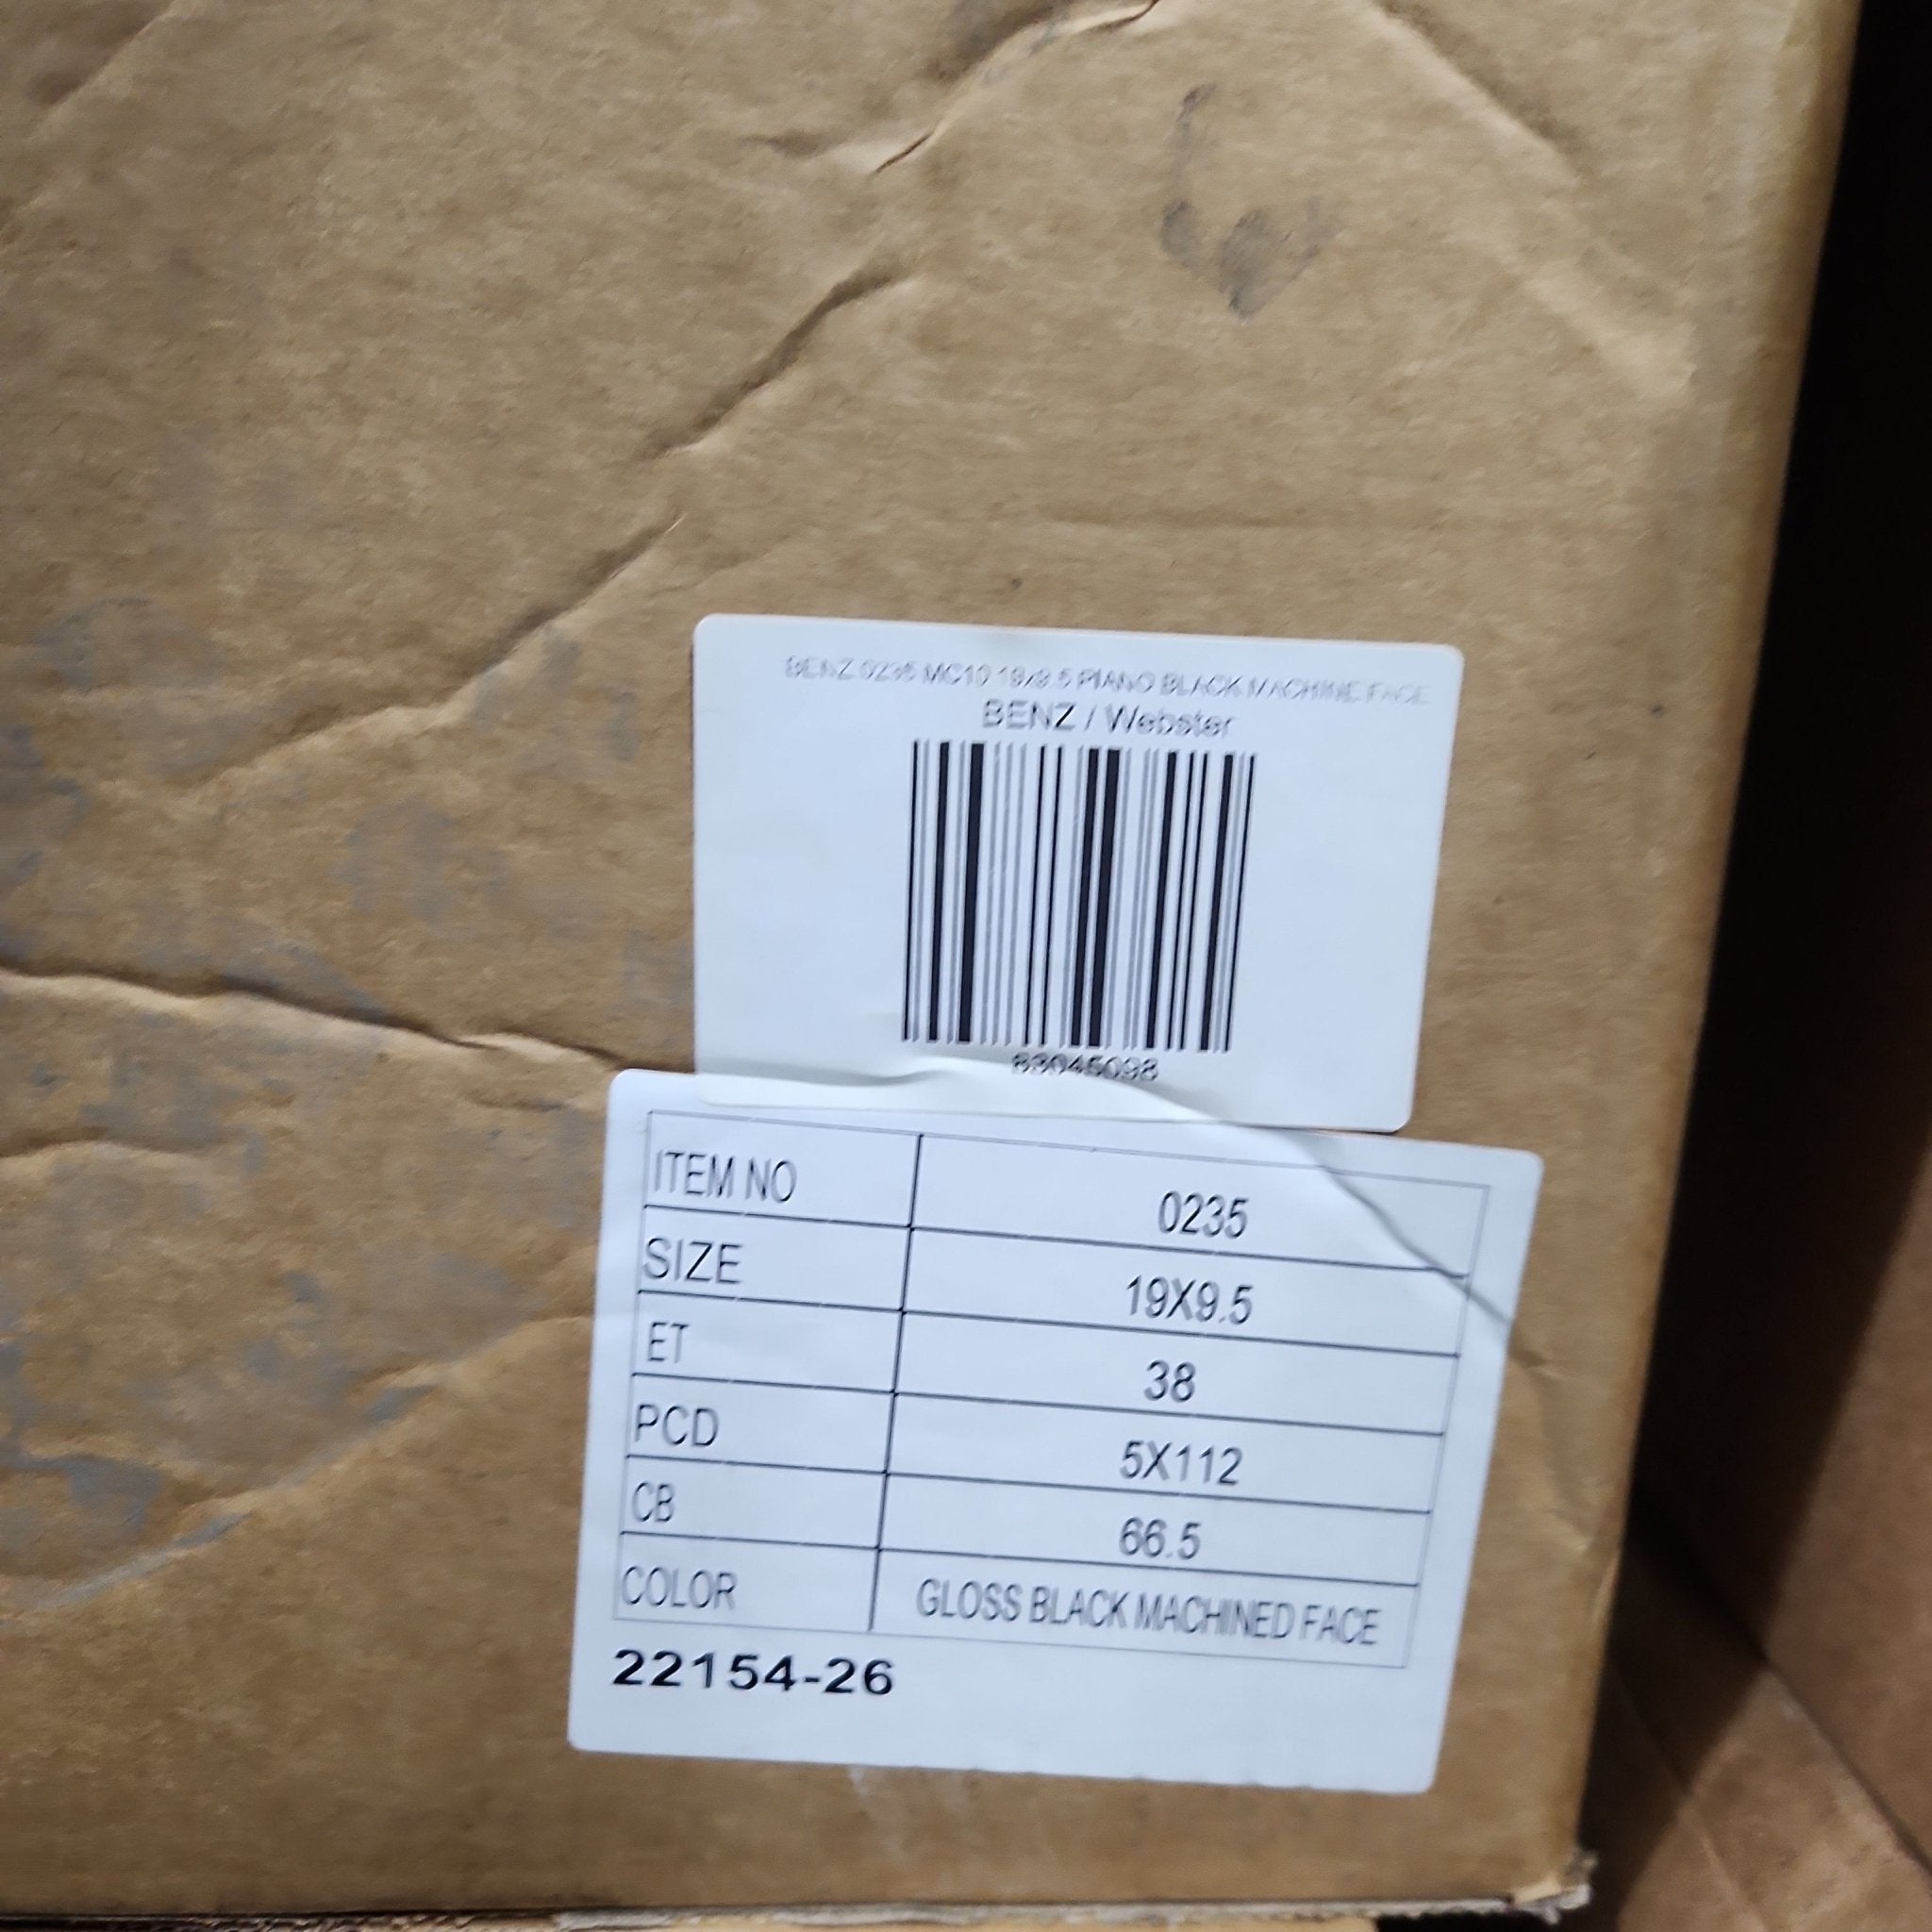 BENZ 0235 MC10 19x9.5 PIANO BLACK MACHINE FACE
BENZ / Webster
83045098
ITEM NO 0235
SIZE 19X9.5
ET 38
PCD 5X112
CB 66.5
COLOR GLOSS BLACK MACHINED FACE
22154-26